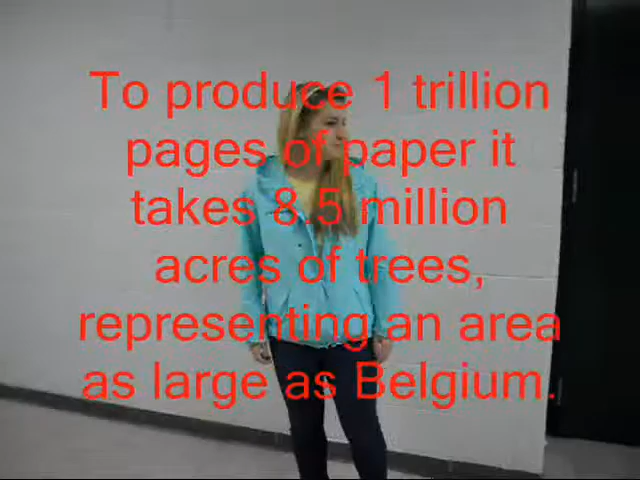 To produce 1 trillion
pages of paper it
takes 8.5 million
acres of trees,
representing an area
as large as Belgium.